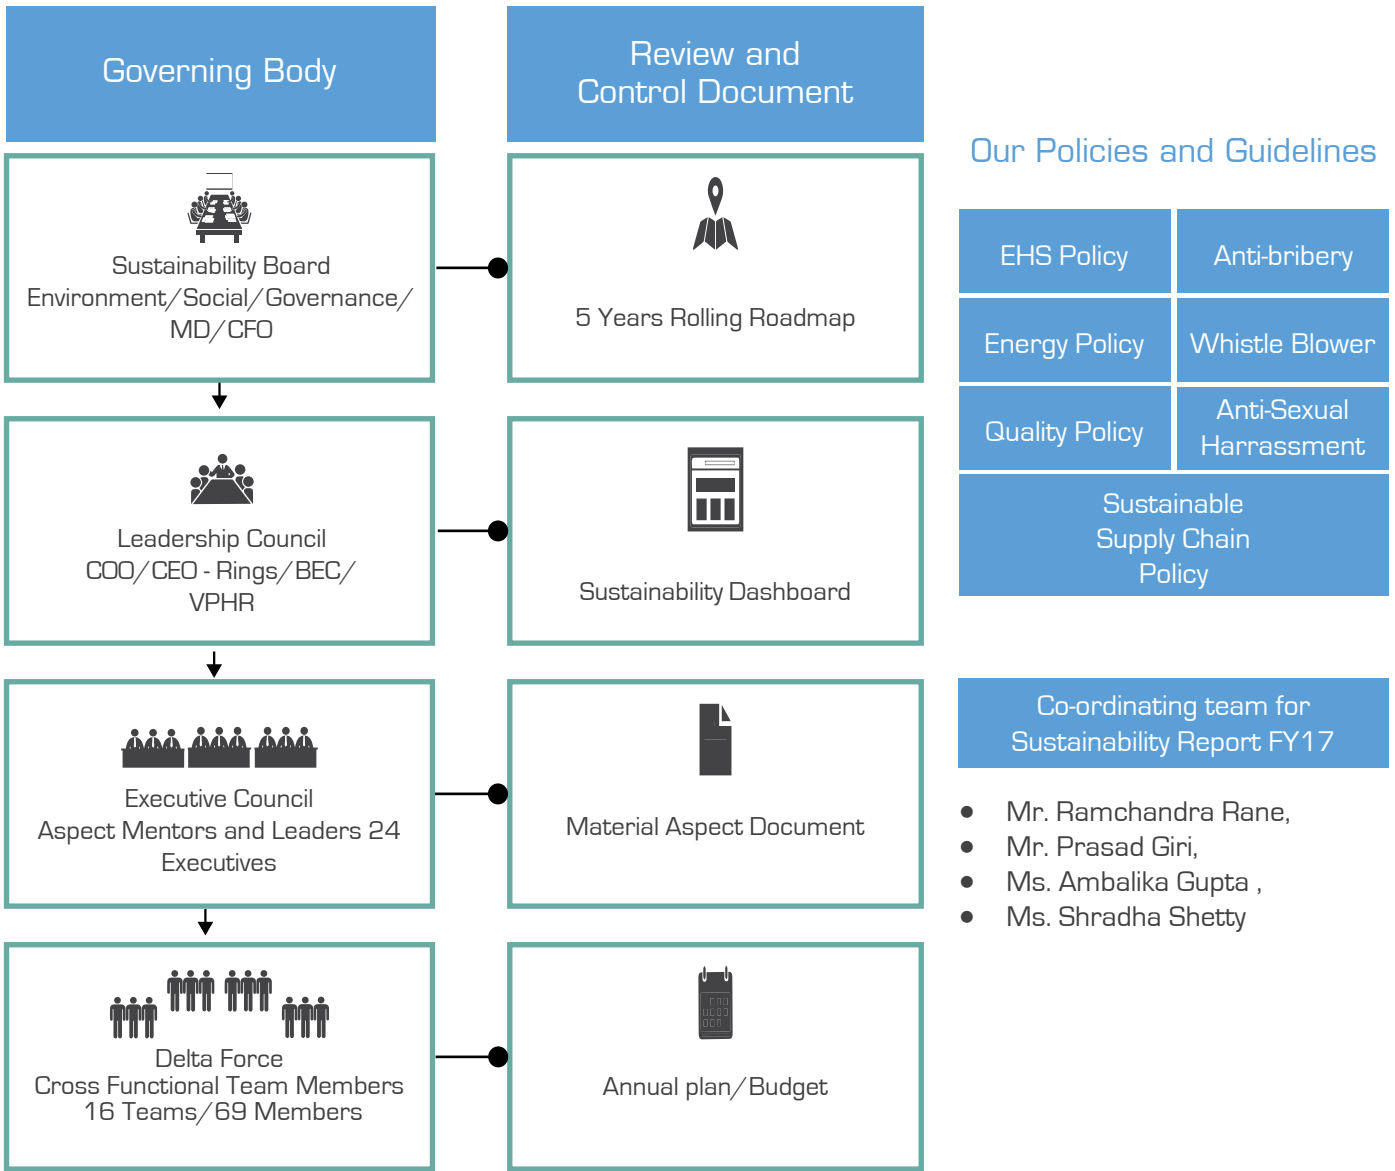 Governing Body
Review and
Control Document
Sustainability Board
Environment/Social/Governance/
MD/CFO
5 Years Rolling Roadmap
Leadership Council
COO/CEO - Rings/BEC/
VPHR
Sustainability Dashboard
Executive Council
Aspect Mentors and Leaders 24
Executives
Material Aspect Document
Delta Force
Cross Functional Team Members
16 Teams/69 Members
Annual plan/Budget
Our Policies and Guidelines
EHS Policy
Anti-bribery
Energy Policy
Whistle Blower
Quality Policy
Anti-Sexual
Harrassment
Sustainable
Supply Chain
Policy
Co-ordinating team for
Sustainability Report FY17
● Mr. Ramchandra Rane,
● Mr. Prasad Giri,
● Ms. Ambalika Gupta ,
● Ms. Shradha Shetty